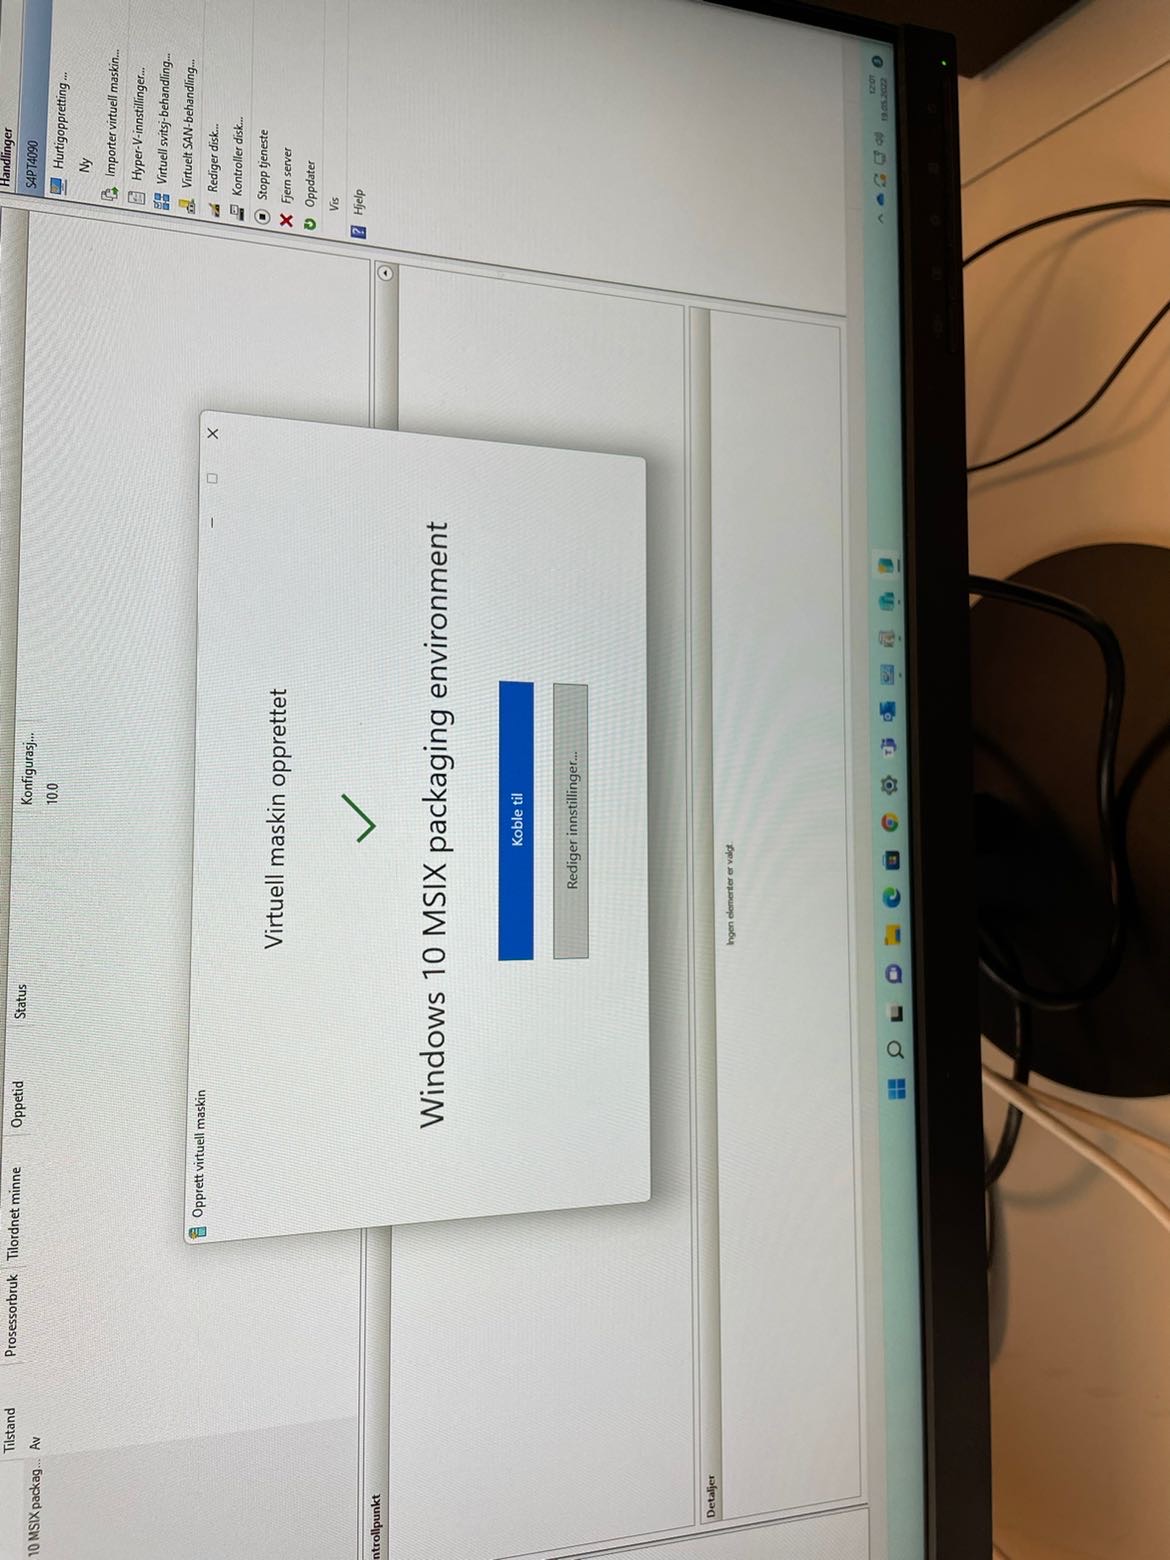 Tilstand Prosessorbruk Tilordnet minne Oppetid Status Konfigurasj...
10 MSIX packag... Av 10.0
Handlinger
S4PT4090
Hurtigoppretting ...
Ny
Importer virtuell maskin...
Hyper-V-innstillinger...
Virtuell svitsj-behandling...
Virtuelt SAN-behandling...
Rediger disk...
Kontroller disk...
Stopp tjeneste
Fjern server
Oppdater
Vis
Hjelp
Opprett virtuell maskin
Virtuell maskin opprettet
Windows 10 MSIX packaging environment
Koble til
Rediger innstillinger...
ntrollpunkt
Detaljer
Ingen elementer er valgt.
12:01
19.05.2022